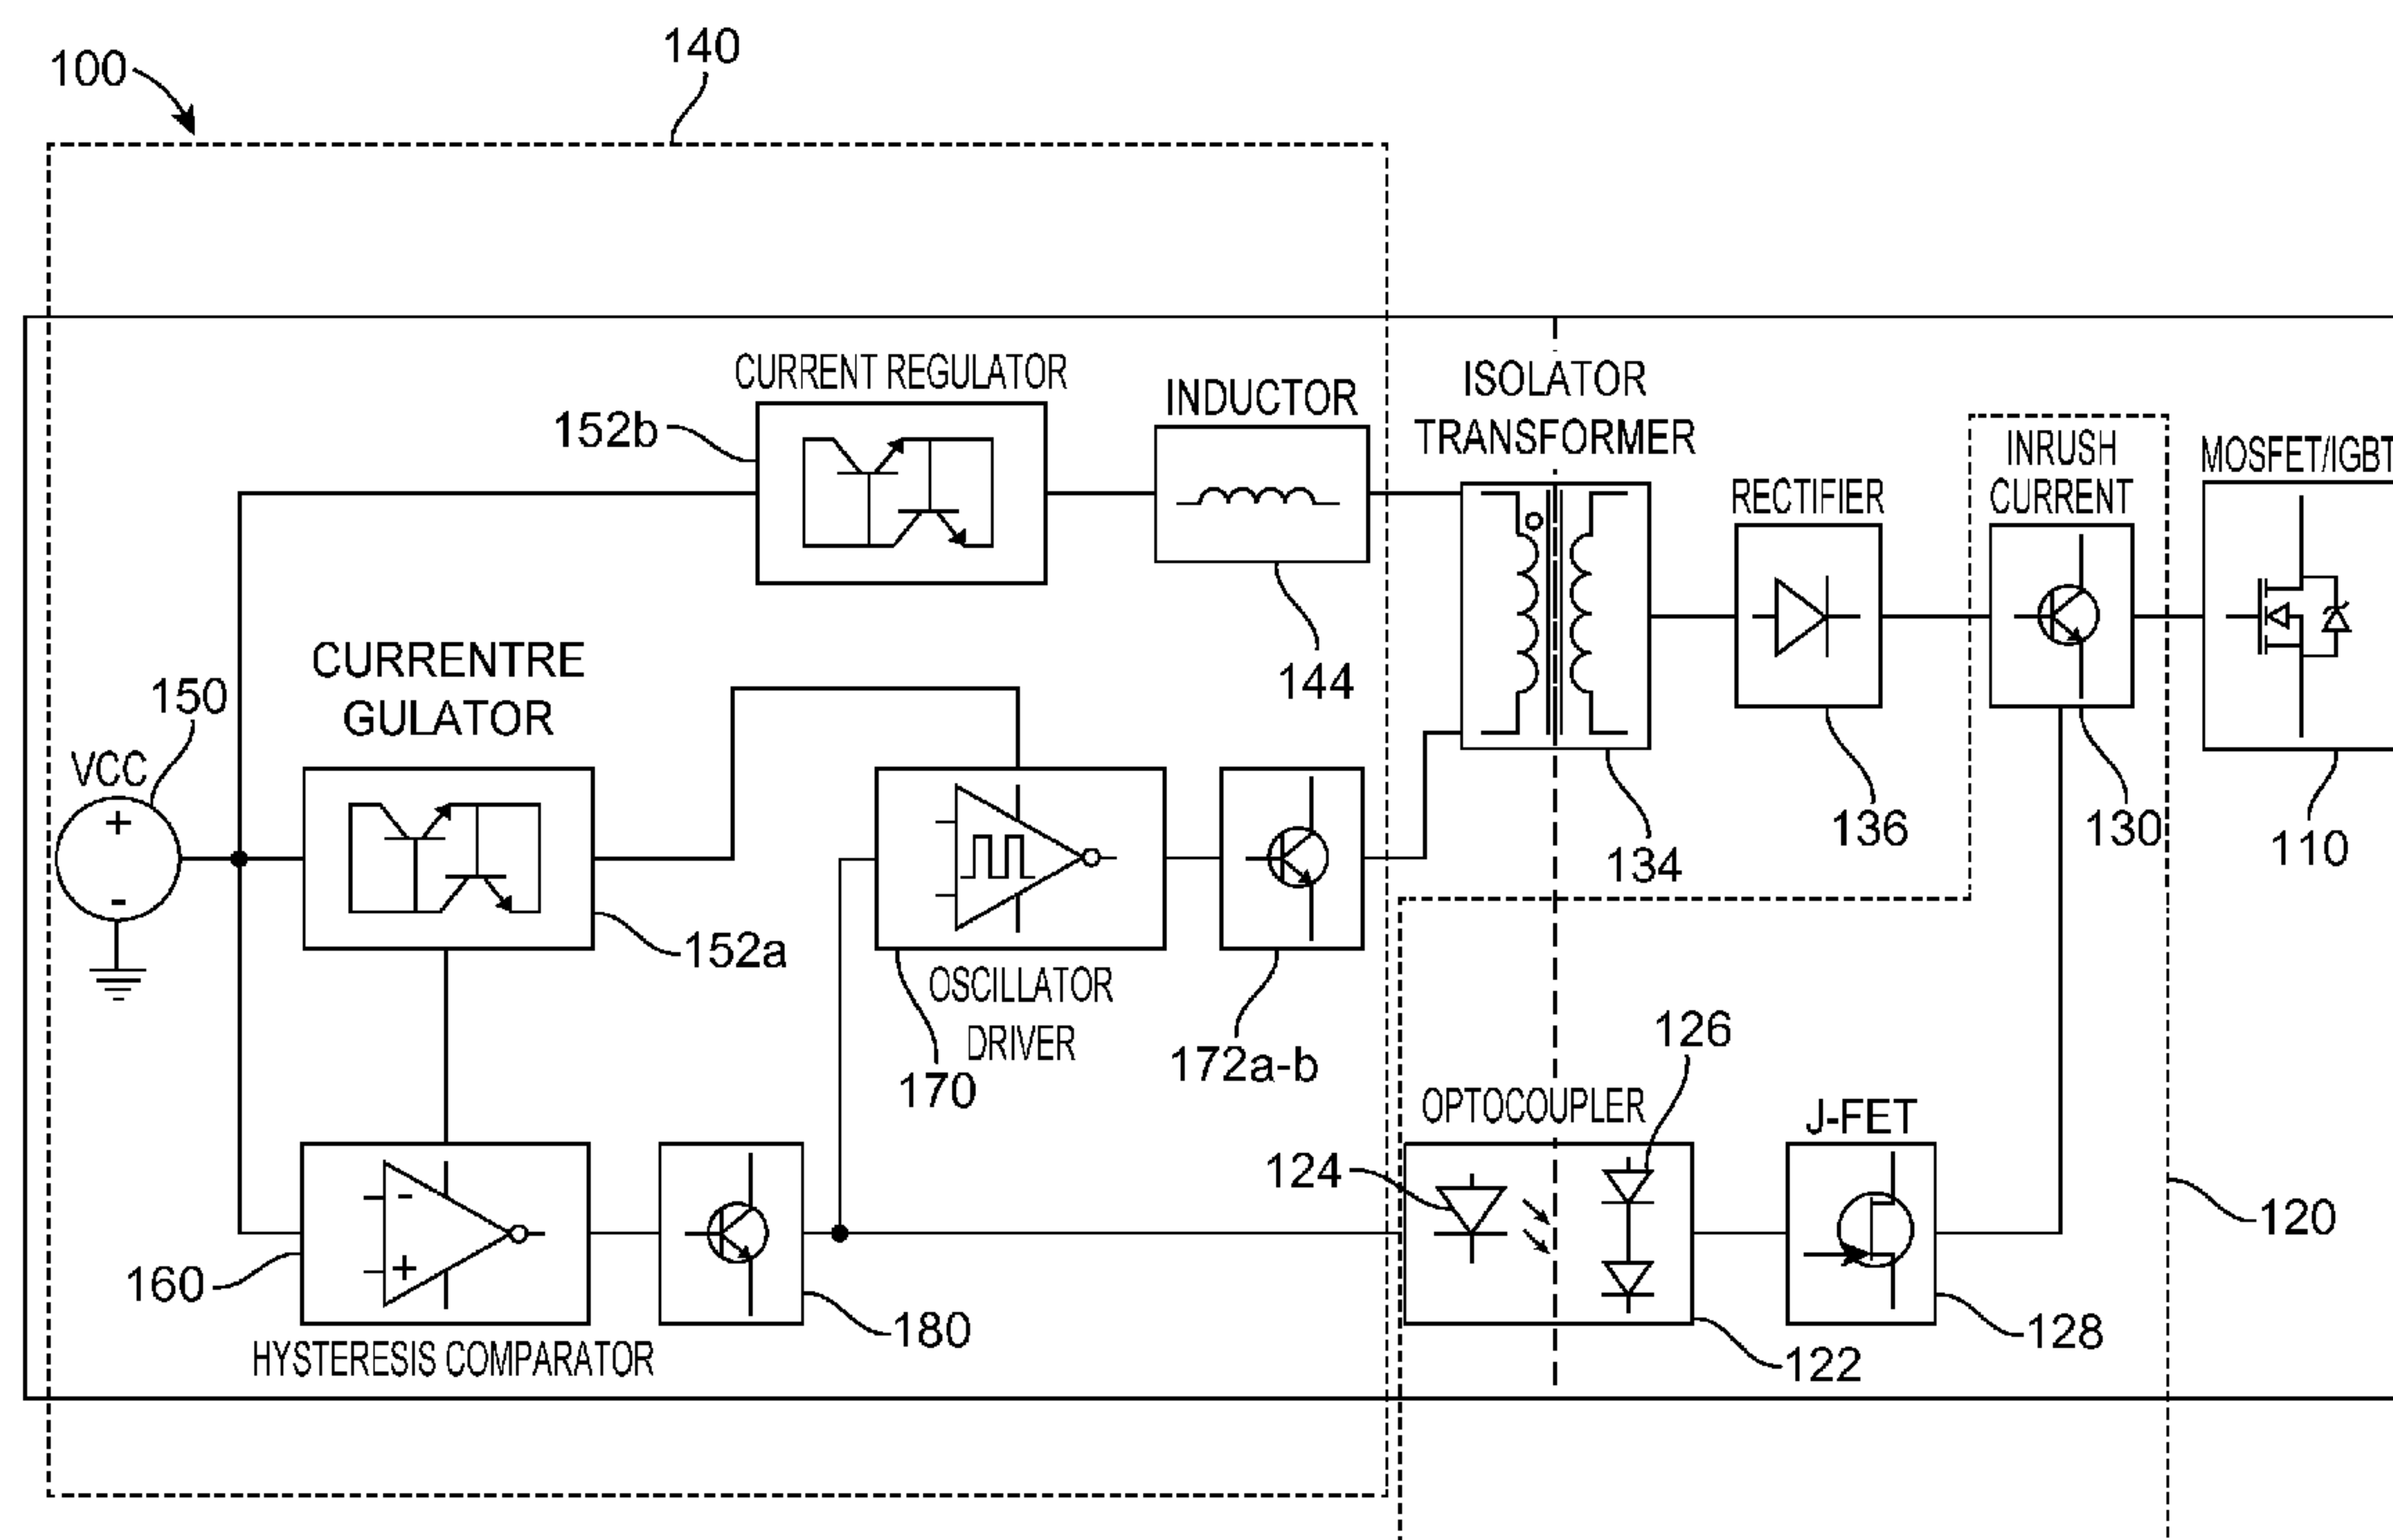 100
140
CURRENT REGULATOR
152b
INDUCTOR
144
ISOLATOR
TRANSFORMER
134
RECTIFIER
136
INRUSH
CURRENT
130
MOSFET/IGBT
110
CURRENTRE
GULATOR
150
VCC
+
-
152a
OSCILLATOR
DRIVER
170
172a-b
126
OPTOCOUPLER
124
J-FET
120
-
+
160
180
122
128
HYSTERESIS COMPARATOR